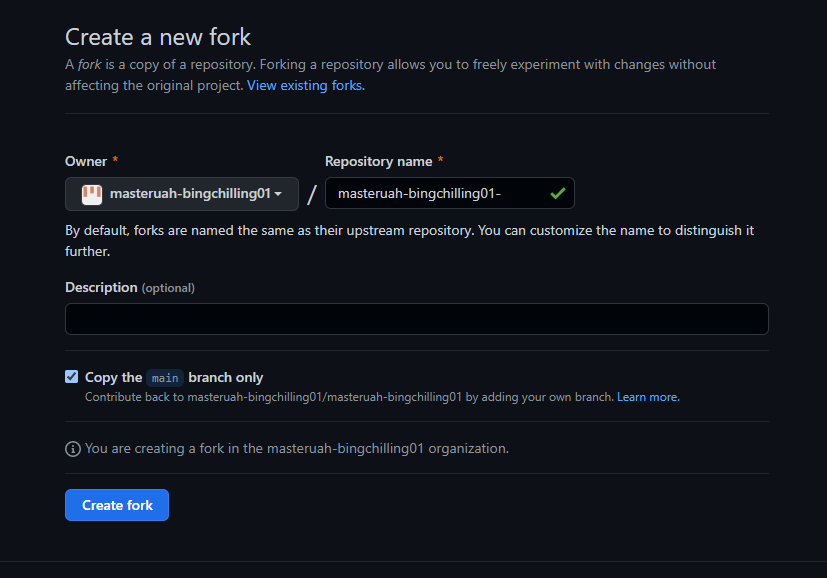 Create a new fork
A fork is a copy of a repository. Forking a repository allows you to freely experiment with changes without
affecting the original project. View existing forks.
Owner *
Repository name *
masteruah-bingchilling01
/
masteruah-bingchilling01-
By default, forks are named the same as their upstream repository. You can customize the name to distinguish it
further.
Description (optional)
Copy the main branch only
Contribute back to masteruah-bingchilling01/masteruah-bingchilling01 by adding your own branch. Learn more.
You are creating a fork in the masteruah-bingchilling01 organization.
Create fork